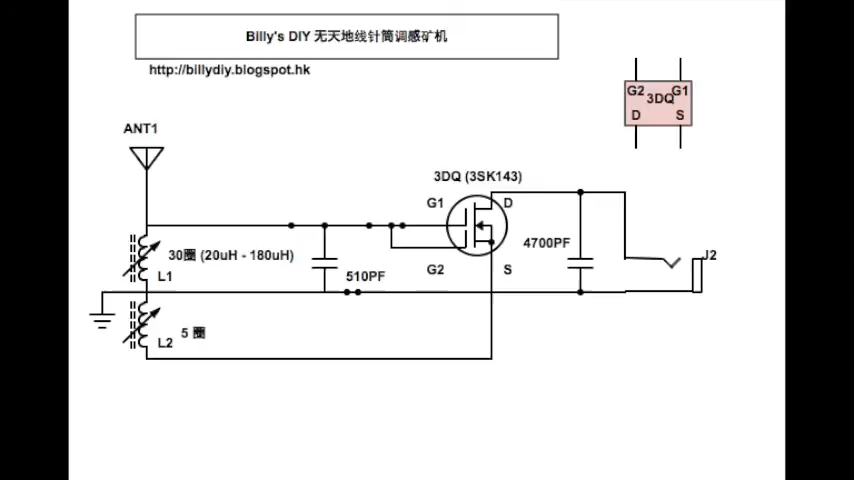 Billy's DIY 无天地线针筒调感矿机
http://billydiy.blogspot.hk
G2
G1
3DQ
D
S
ANT1
3DQ (3SK143)
G1
D
4700PF
30圈 (20uH - 180uH)
J2
G2
S
L1
510PF
5 圈
L2